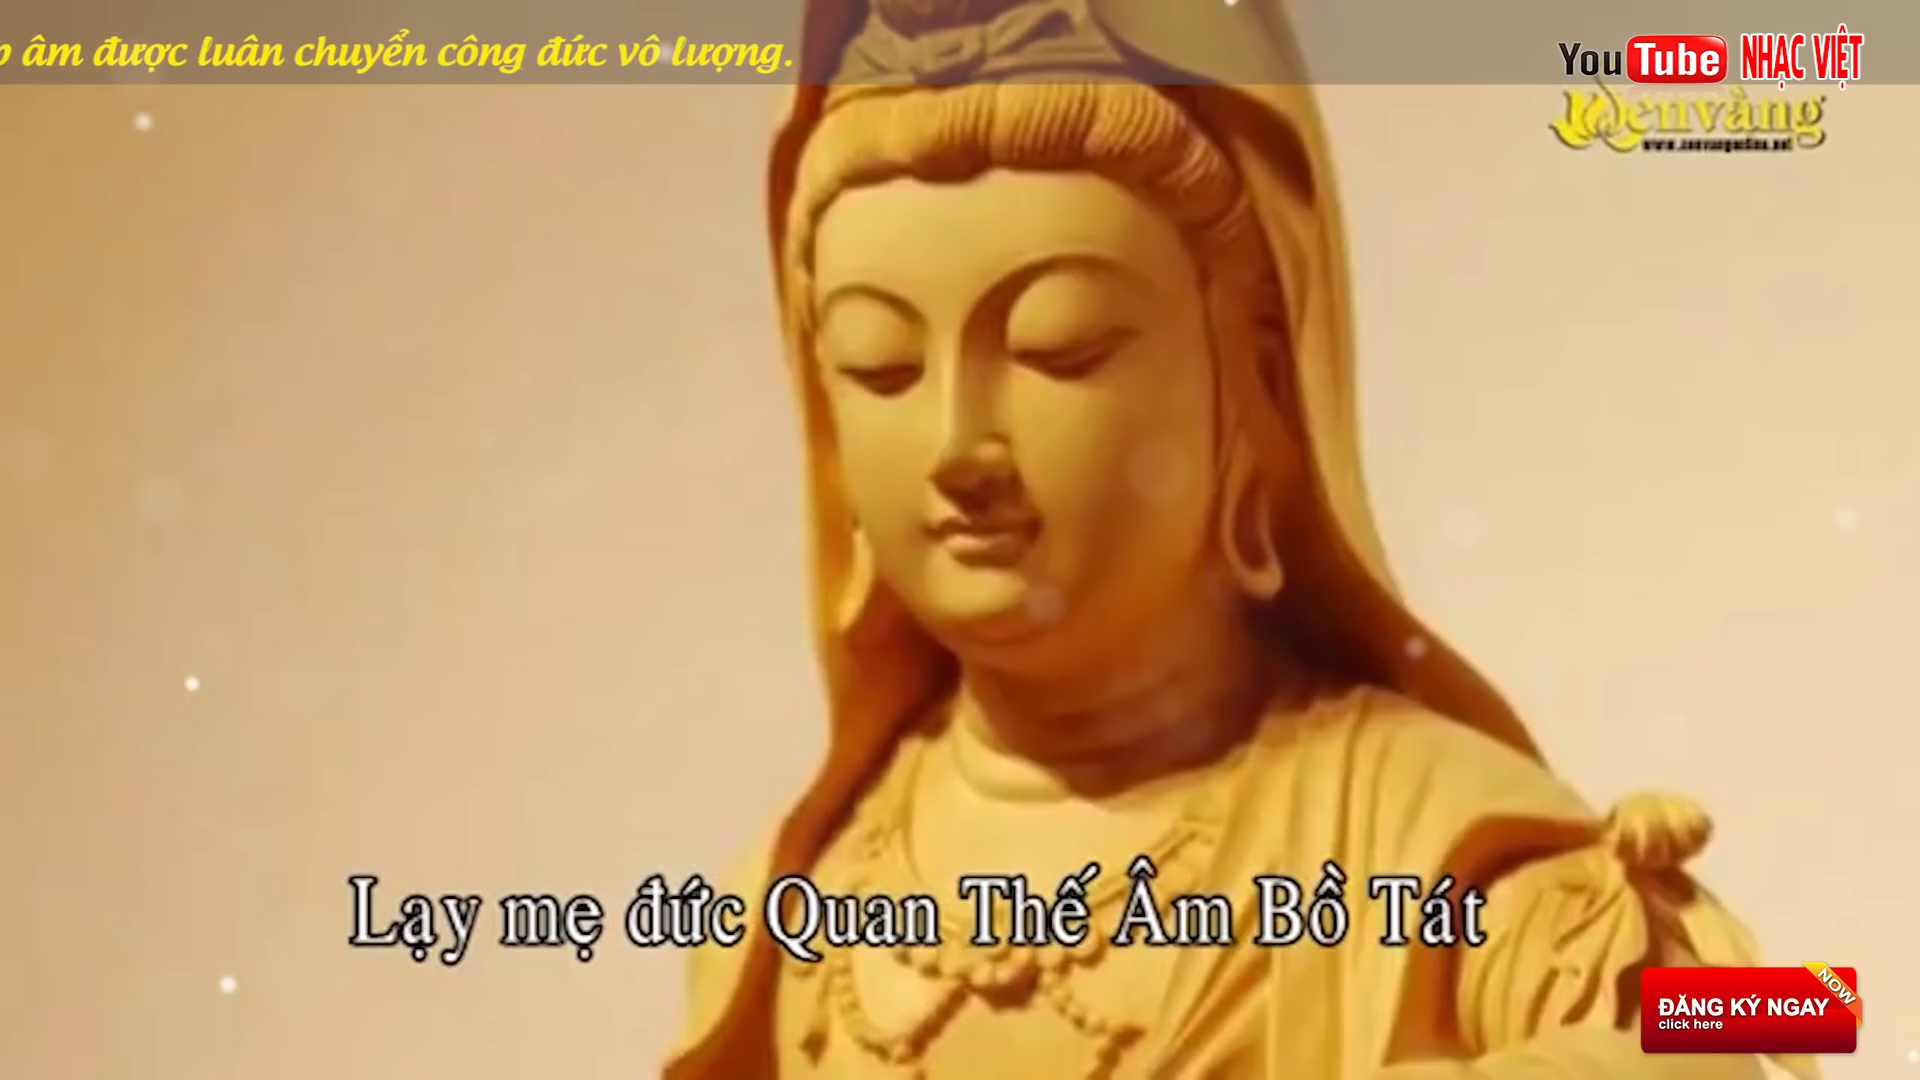 âm được luân chuyển công đức vô lượng.
YouTube NHẠC VIỆT
Lạy mẹ đức Quan Thế Âm Bồ Tát
NOW
ĐĂNG KÝ NGAY
click here